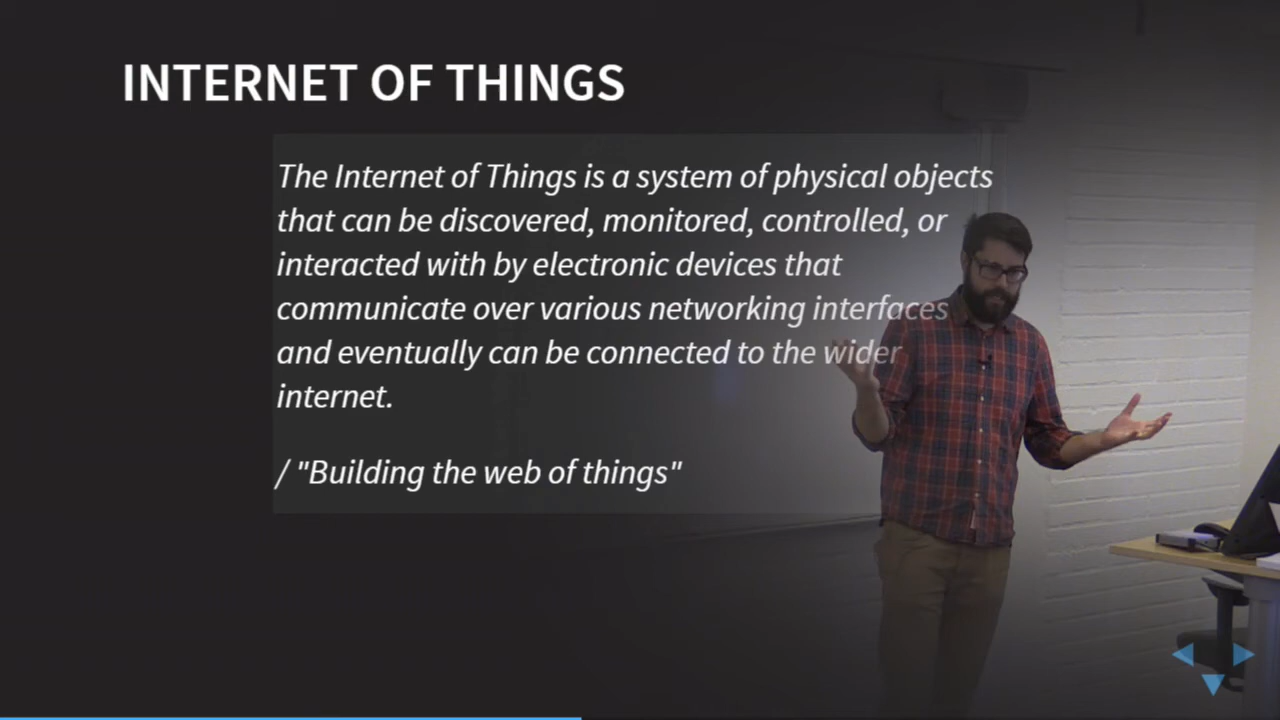 INTERNET OF THINGS
The Internet of Things is a system of physical objects
that can be discovered, monitored, controlled, or
interacted with by electronic devices that
communicate over various networking interfaces
and eventually can be connected to the wider
internet.
/ "Building the web of things"